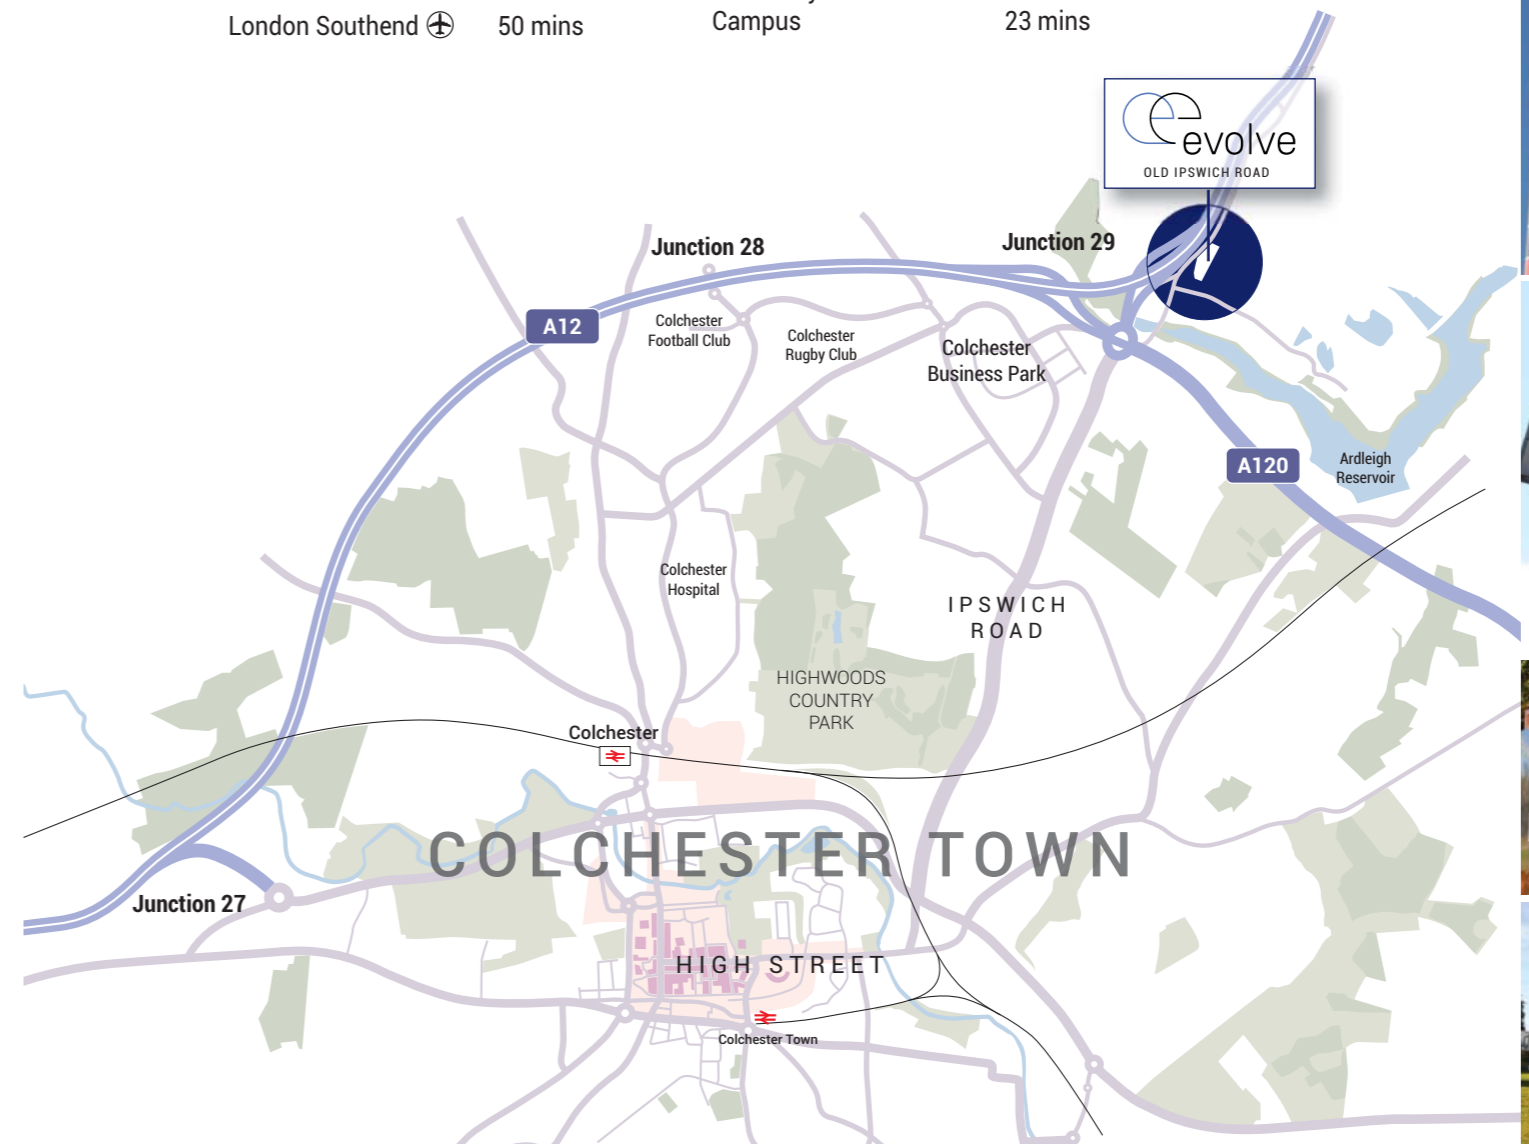 London Southend 50 mins
Campus 23 mins
evolve
OLD IPSWICH ROAD
Junction 28
Junction 29
A12
Colchester
Football Club
Colchester
Rugby Club
Colchester
Business Park
A120
Ardleigh
Reservoir
Colchester
Hospital
IPSWICH
ROAD
HIGHWOODS
COUNTRY
PARK
Colchester
COLCHESTER TOWN
Junction 27
HIGH STREET
Colchester Town